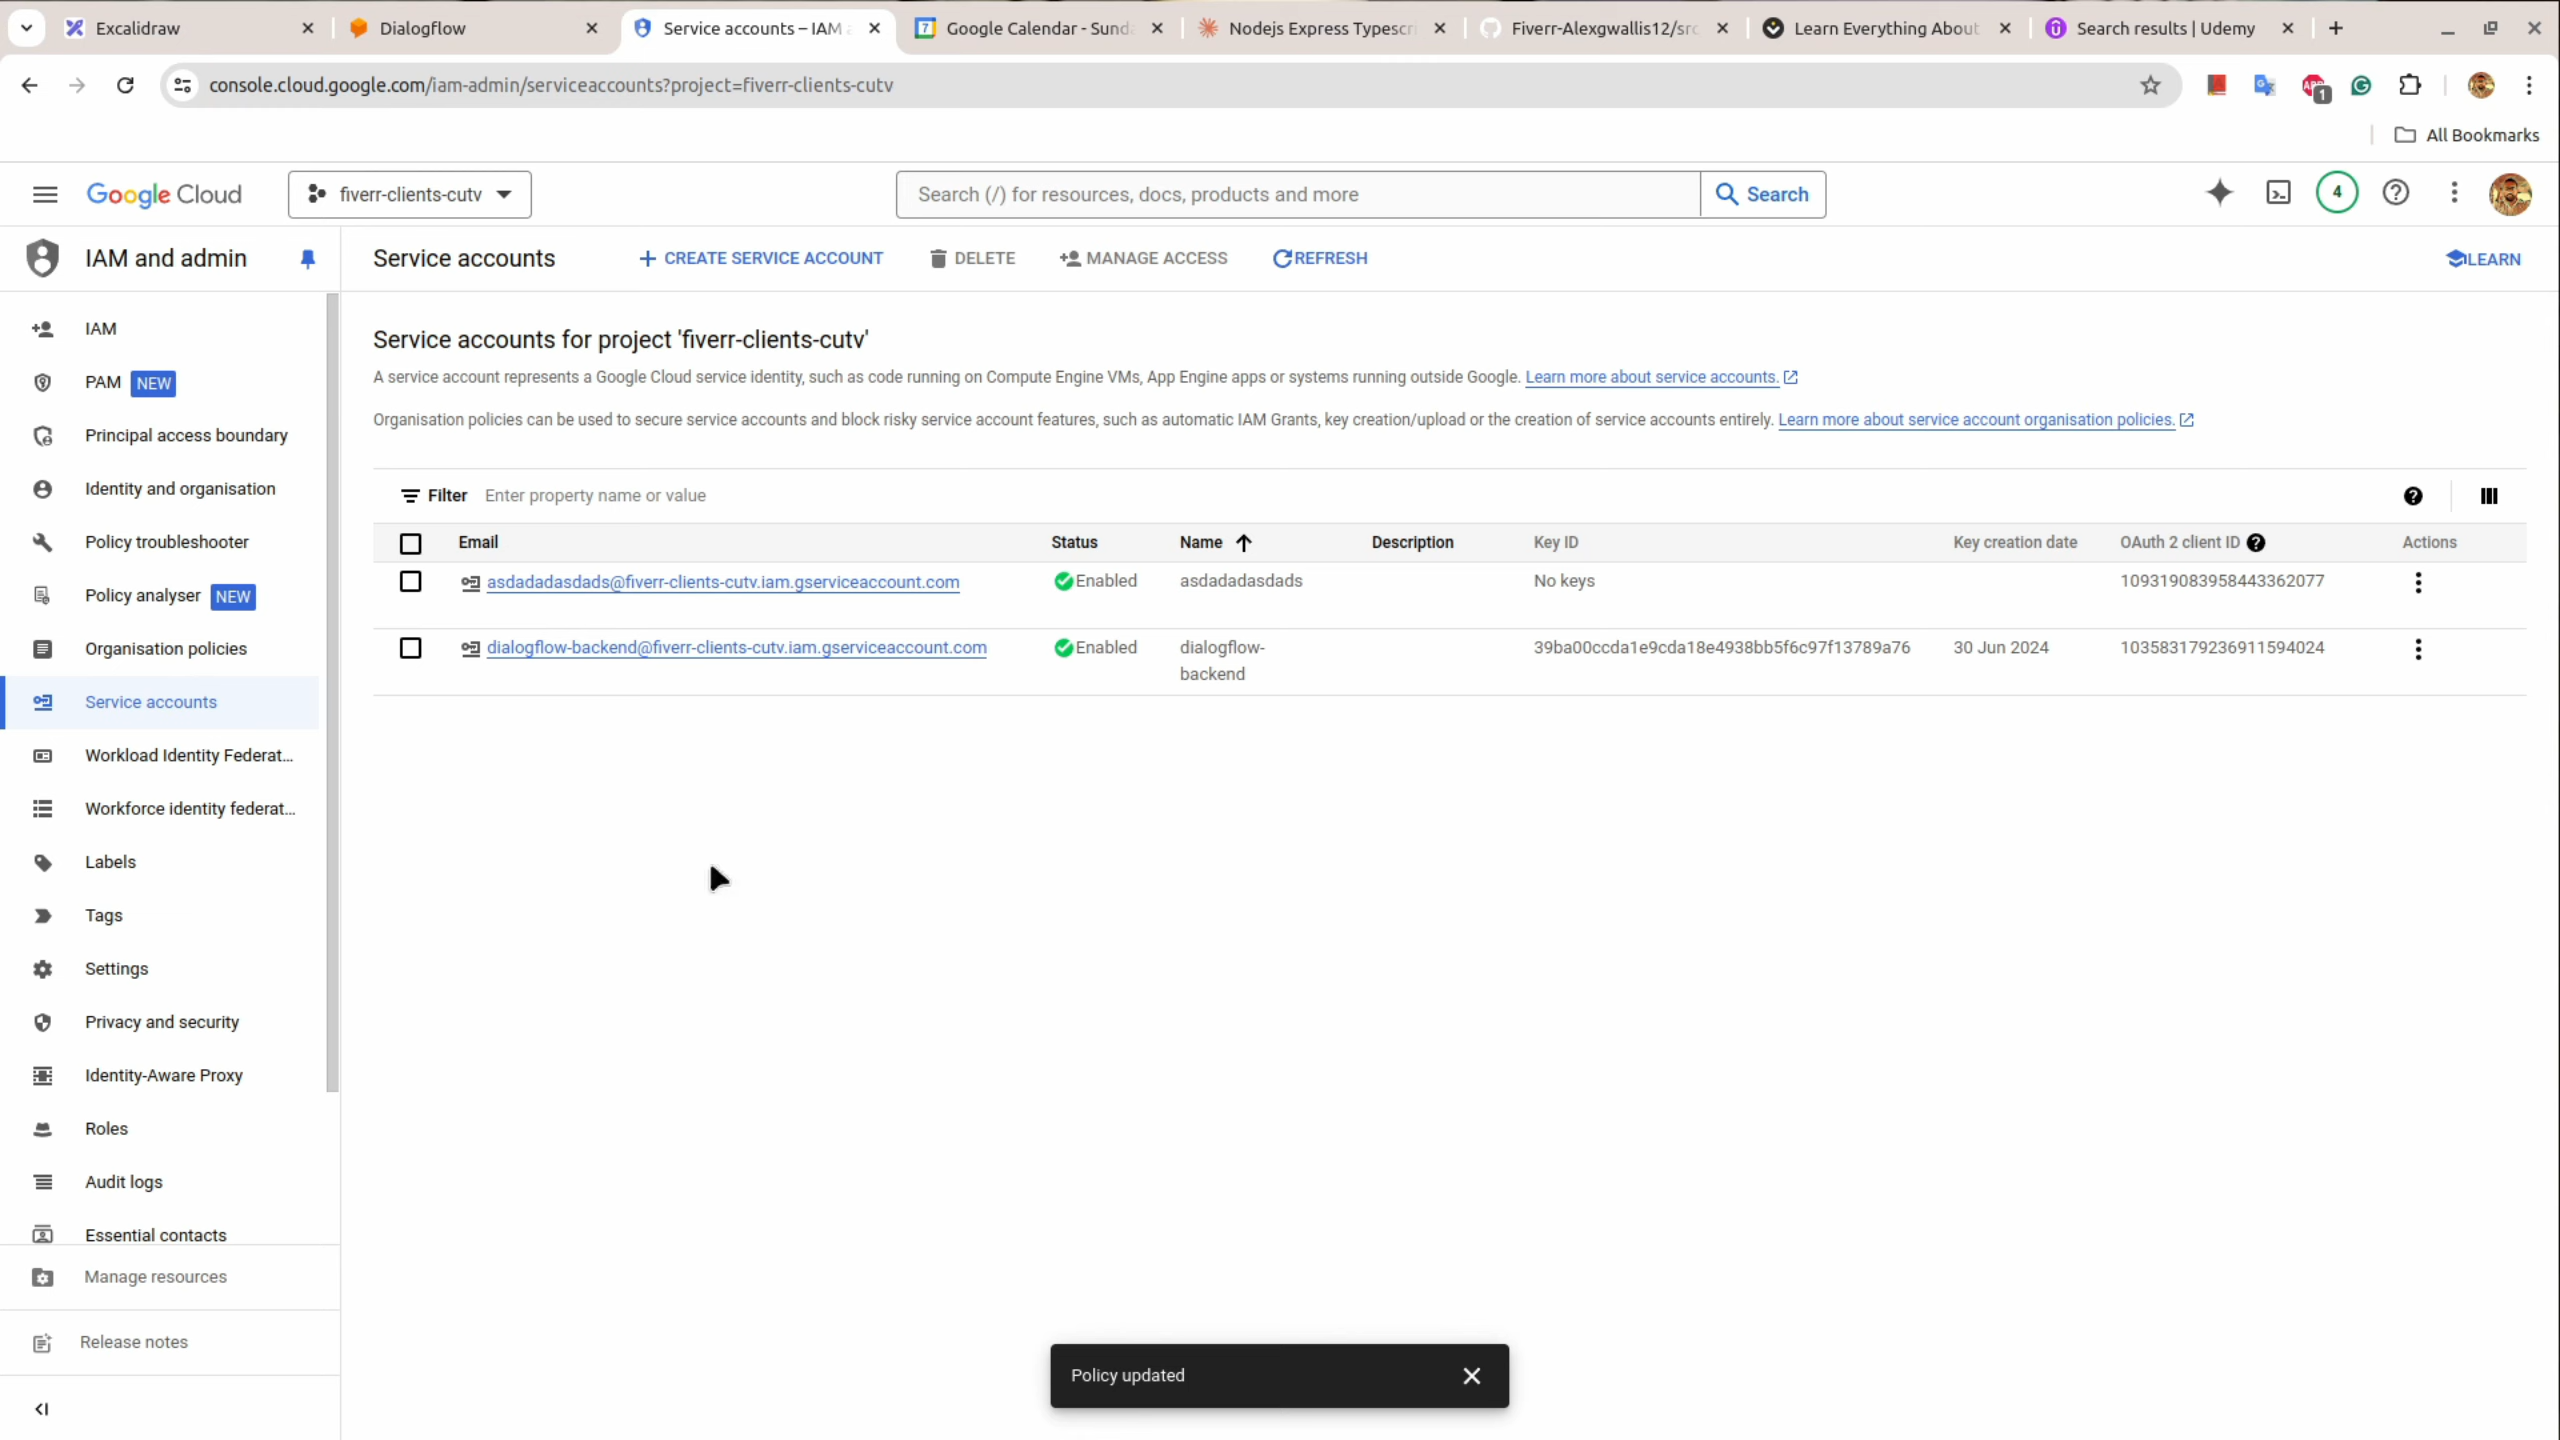 Excalidraw
Dialogflow
Service accounts – IAM a
Google Calendar - Sunda
Nodejs Express Typescri
Fiverr-Alexgwallis12/src
Learn Everything About
Search results | Udemy
console.cloud.google.com/iam-admin/serviceaccounts?project=fiverr-clients-cutv
1
All Bookmarks
Google Cloud
fiverr-clients-cutv
Search (/) for resources, docs, products and more
Search
4
IAM and admin
Service accounts
CREATE SERVICE ACCOUNT
DELETE
MANAGE ACCESS
REFRESH
LEARN
IAM
PAM NEW
Principal access boundary
Identity and organisation
Policy troubleshooter
Policy analyser NEW
Organisation policies
Service accounts
Workload Identity Federat...
Workforce identity federat...
Labels
Tags
Settings
Privacy and security
Identity-Aware Proxy
Roles
Audit logs
Essential contacts
Manage resources
Release notes
Service accounts for project 'fiverr-clients-cutv'
A service account represents a Google Cloud service identity, such as code running on Compute Engine VMs, App Engine apps or systems running outside Google. Learn more about service accounts.
Organisation policies can be used to secure service accounts and block risky service account features, such as automatic IAM Grants, key creation/upload or the creation of service accounts entirely. Learn more about service account organisation policies.
Filter Enter property name or value
Email Status Name Description Key ID Key creation date OAuth 2 client ID Actions
asdadadasdads@fiverr-clients-cutv.iam.gserviceaccount.com Enabled asdadadasdads No keys 109319083958443362077
dialogflow-backend@fiverr-clients-cutv.iam.gserviceaccount.com Enabled dialogflow- 39ba00ccda1e9cda18e4938bb5f6c97f13789a76 30 Jun 2024 103583179236911594024
backend
Policy updated